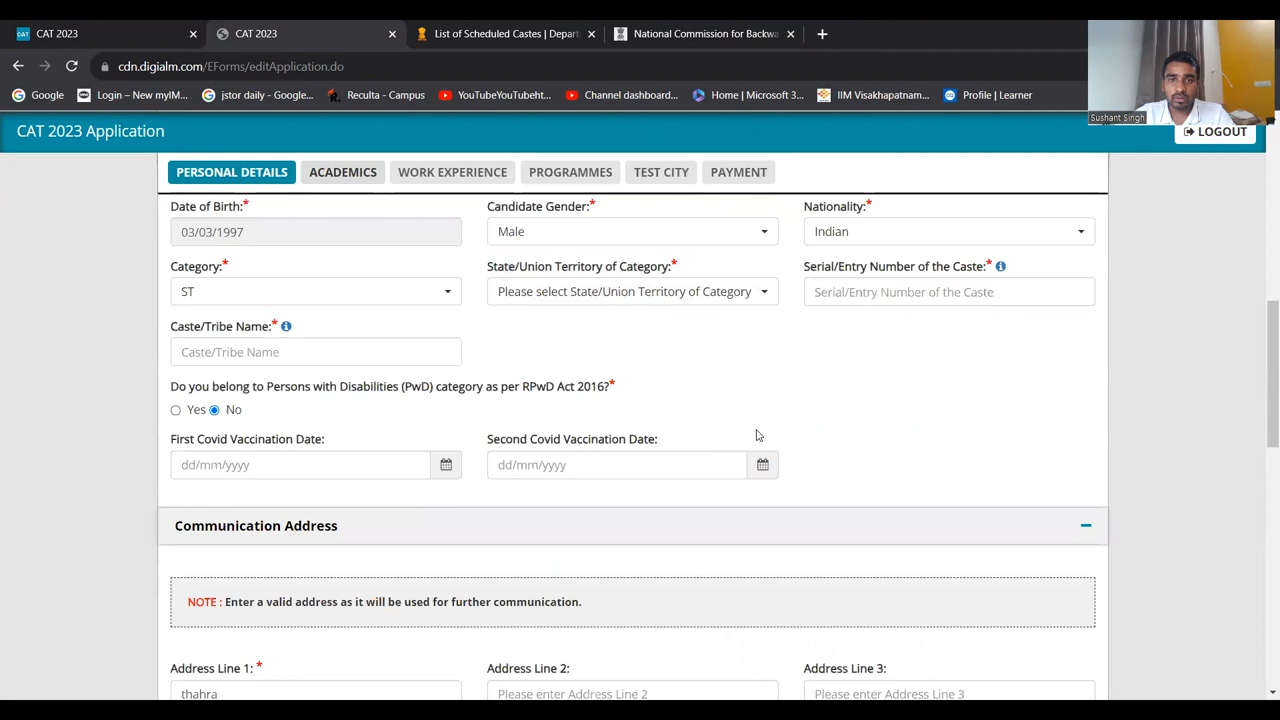 CAT CAT 2023
CAT 2023
List of Scheduled Castes | Depart
National Commission for Backwa
cdn.digialm.com/EForms/editApplication.do
Google
Login – New myIM...
jstor daily - Google...
Reculta - Campus
YouTubeYouTubeht...
Channel dashboard...
Home | Microsoft 3...
IIM Visakhapatnam...
Profile | Learner
Sushant Singh
CAT 2023 Application
LOGOUT
PERSONAL DETAILS
ACADEMICS
WORK EXPERIENCE
PROGRAMMES
TEST CITY
PAYMENT
Date of Birth:*
Candidate Gender:*
Nationality:*
03/03/1997
Male
Indian
Category:*
State/Union Territory of Category:*
Serial/Entry Number of the Caste:*
ST
Please select State/Union Territory of Category
Serial/Entry Number of the Caste
Caste/Tribe Name:*
Caste/Tribe Name
Do you belong to Persons with Disabilities (PwD) category as per RPwD Act 2016?*
Yes No
First Covid Vaccination Date:
Second Covid Vaccination Date:
dd/mm/yyyy
dd/mm/yyyy
Communication Address
NOTE : Enter a valid address as it will be used for further communication.
Address Line 1: *
Address Line 2:
Address Line 3:
thahra
Please enter Address Line 2
Please enter Address Line 3